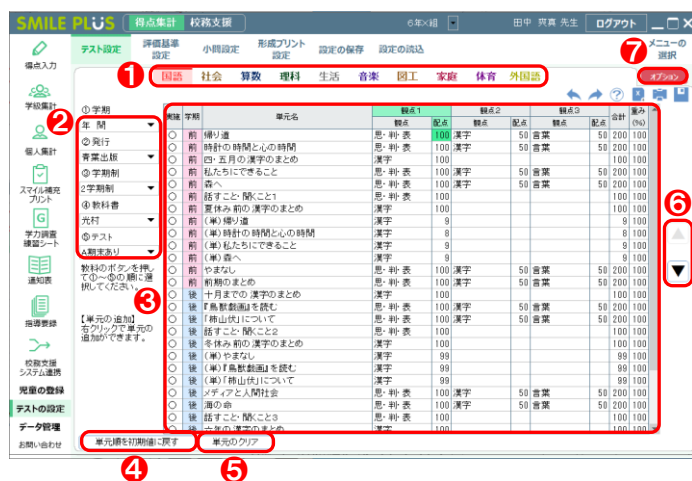 SMILE PLUS 得点集計 校務支援 6年×組 田中 爽真 先生 ログアウト
得点入力 テスト設定 評価基準設定 小問設定 形成プリント設定 設定の保存 設定の読込 メニューの選択
❶ 国語 社会 算数 理科 生活 音楽 図工 家庭 体育 外国語 ❼ オプション
学級集計
個人集計
スマイル補充プリント
学力調査練習シート
通知表
指導要録
校務支援システム連携
児童の登録
テストの設定
データ管理
お問い合わせ
❷
①学期
年 間
②発行
青葉出版
③学期制
2学期制
④教科書
光村
⑤テスト
A期末あり
教科のボタンを押し
て①～⑤の順に選
択してください。
【単元の追加】
右クリックで単元の
追加ができます。
❸
実施 学期 単元名 観点1 観点2 観点3 合計 重み(%)
観点 配点 観点 配点 観点 配点
○ 前 帰り道 思・判・表 100 漢字 50 言葉 50 200 100
○ 前 時計の時間と心の時間 思・判・表 100 漢字 50 言葉 50 200 100
○ 前 四・五月の漢字のまとめ 漢字 100 100 100
○ 前 私たちにできること 思・判・表 100 漢字 50 言葉 50 200 100
○ 前 森へ 思・判・表 100 漢字 50 言葉 50 200 100
○ 前 話すこと・聞くこと1 思・判・表 100 100 100
○ 前 夏休み前の漢字のまとめ 漢字 100 100 100
○ 前 (単)帰り道 漢字 9 9 100
○ 前 (単)時計の時間と心の時間 漢字 8 8 100
○ 前 (単)私たちにできること 漢字 9 9 100
○ 前 (単)森へ 漢字 9 9 100
○ 前 やまなし 思・判・表 100 漢字 50 言葉 50 200 100
○ 前 前期のまとめ 思・判・表 100 漢字 50 言葉 50 200 100
○ 後 十月までの漢字のまとめ 漢字 100 100 100
○ 後 『鳥獣戯画』を読む 思・判・表 100 漢字 50 言葉 50 200 100
○ 後 「柿山伏」について 思・判・表 100 漢字 50 言葉 50 200 100
○ 後 話すこと・聞くこと2 思・判・表 100 100 100
○ 後 冬休み前の漢字のまとめ 漢字 100 100 100
○ 後 (単)やまなし 漢字 99 99 100
○ 後 (単)『鳥獣戯画』を読む 漢字 99 99 100
○ 後 (単)「柿山伏」について 漢字 99 99 100
○ 後 メディアと人間社会 思・判・表 100 漢字 50 言葉 50 200 100
○ 後 海の命 思・判・表 100 漢字 50 言葉 50 200 100
○ 後 話すこと・聞くこと3 思・判・表 100 100 100
○ 後 六年の漢字のまとめ 漢字 100 100 100
❻
単元順を初期値に戻す 単元のクリア
❹ ❺